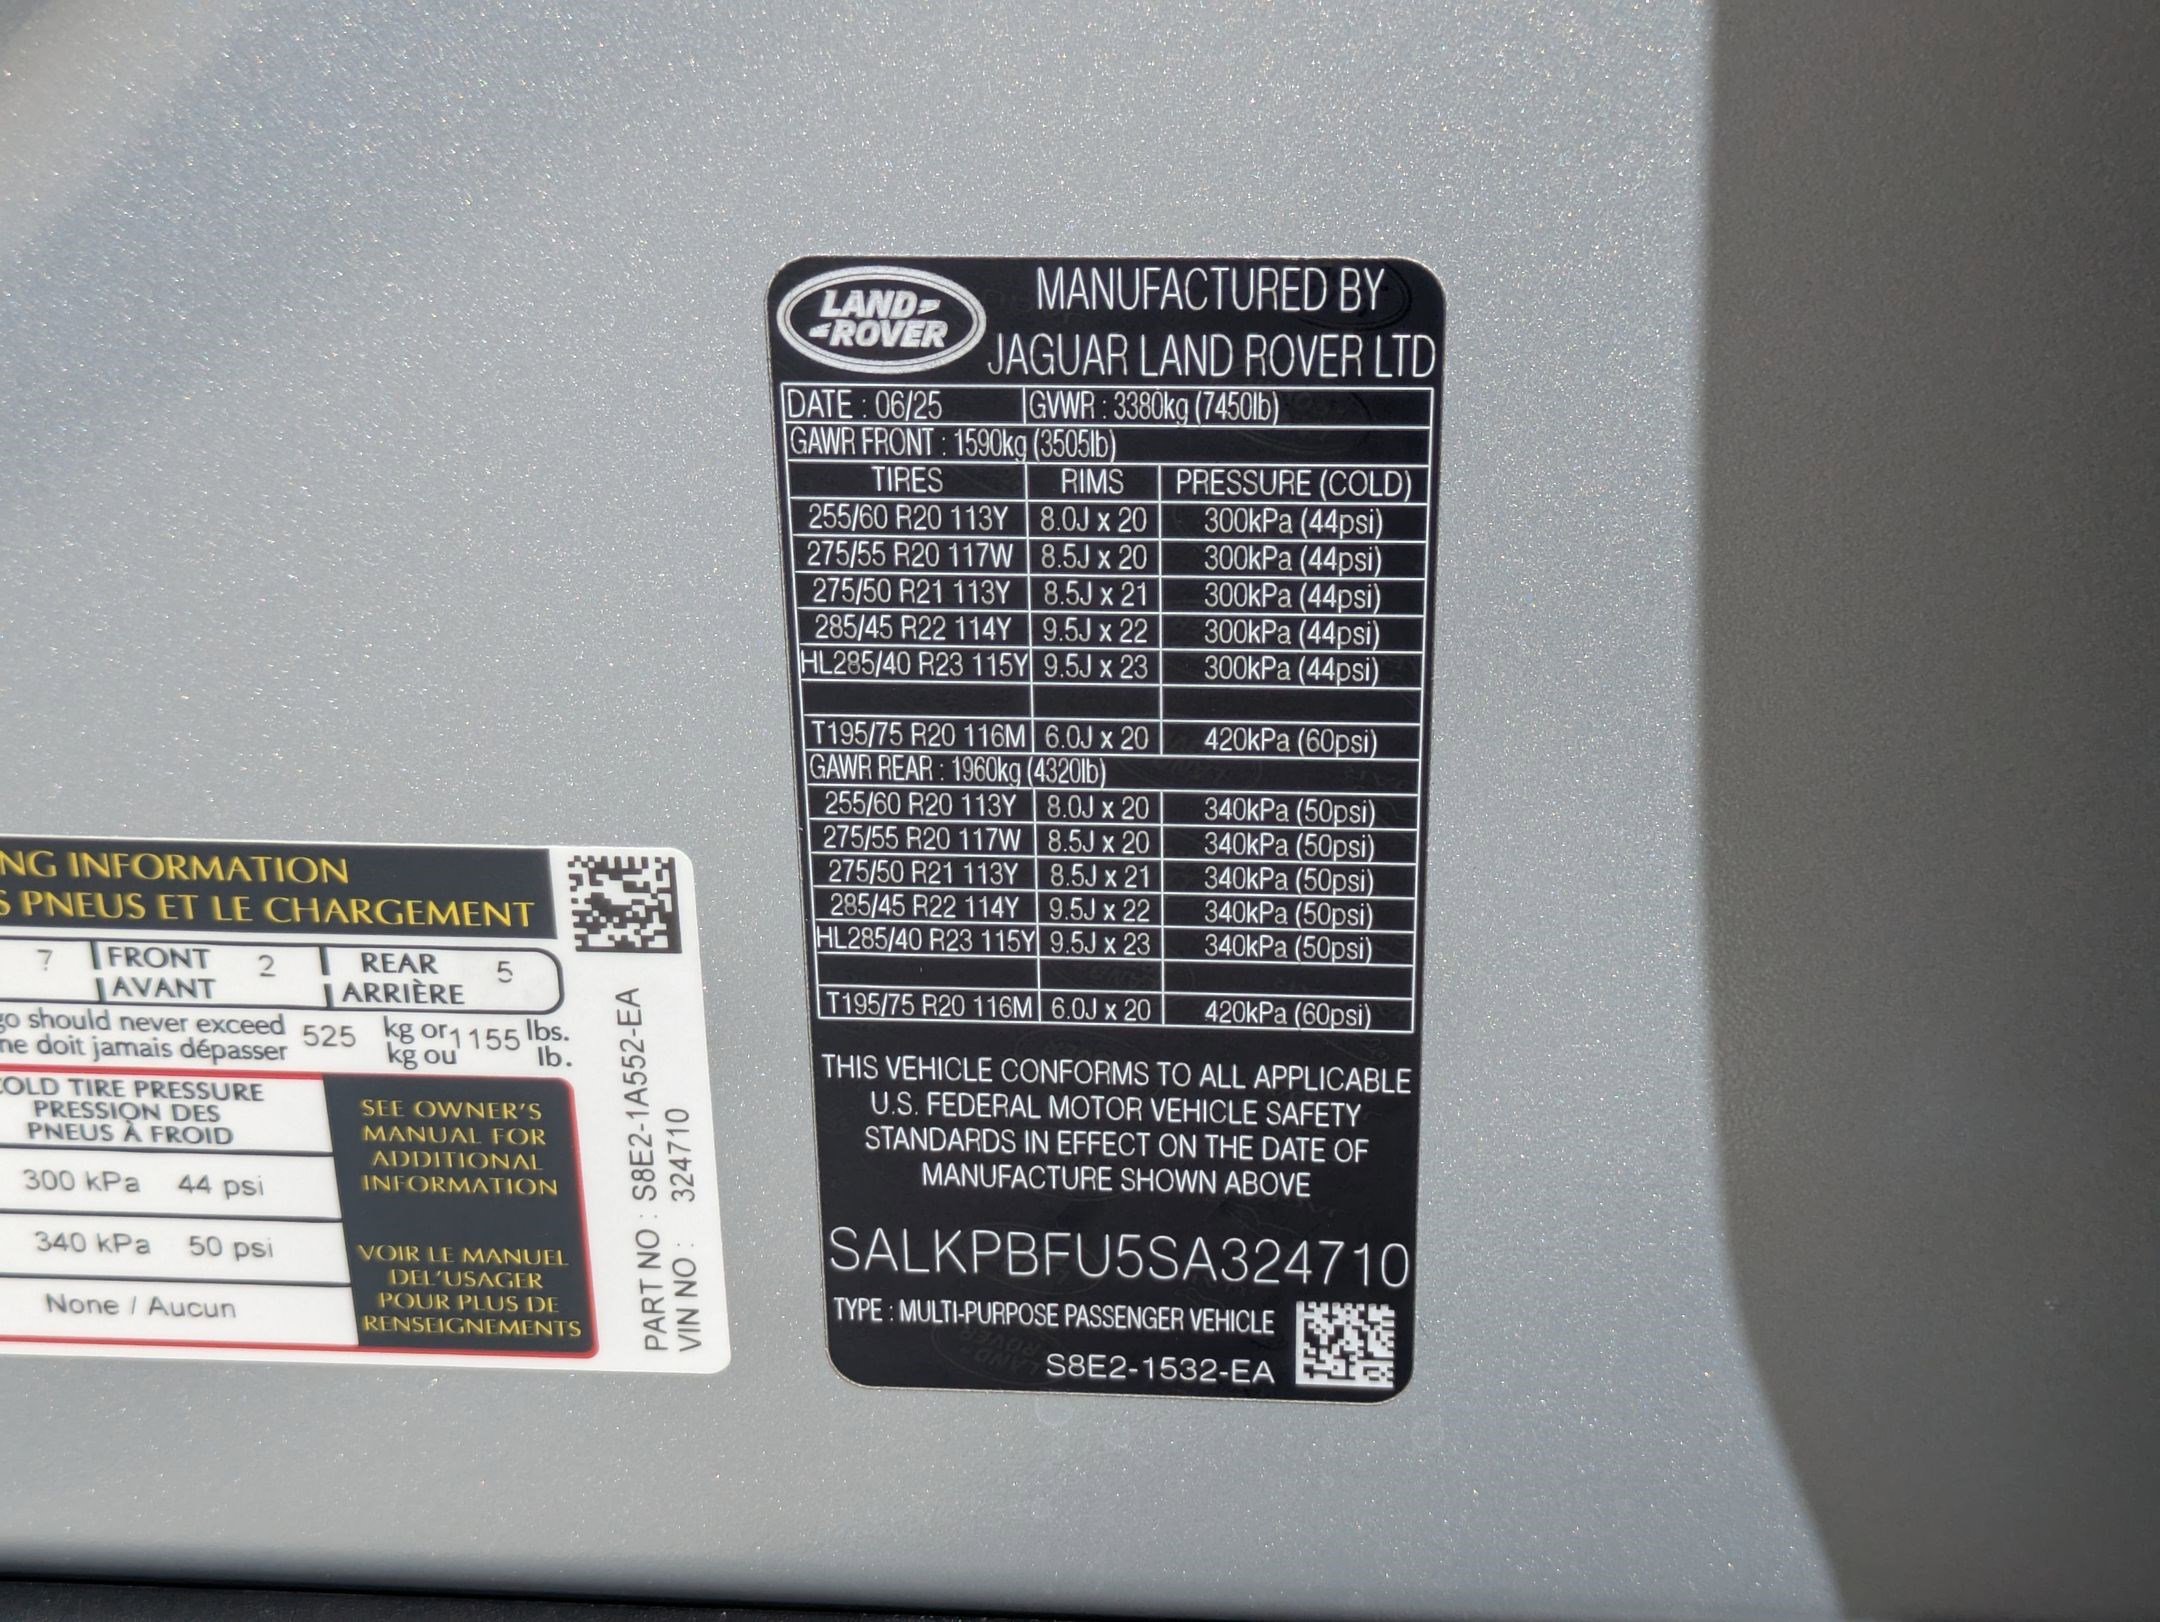 LAND-
-ROVER
MANUFACTURED BY
JAGUAR LAND ROVER LTD
DATE : 06/25 GVWR : 3380kg (7450lb)
GAWR FRONT : 1590kg (3505lb)
TIRES RIMS PRESSURE (COLD)
255/60 R20 113Y 8.0J x 20 300kPa (44psi)
275/55 R20 117W 8.5J x 20 300kPa (44psi)
275/50 R21 113Y 8.5J x 21 300kPa (44psi)
285/45 R22 114Y 9.5J x 22 300kPa (44psi)
HL285/40 R23 115Y 9.5J x 23 300kPa (44psi)
T195/75 R20 116M 6.0J x 20 420kPa (60psi)
GAWR REAR : 1960kg (4320lb)
255/60 R20 113Y 8.0J x 20 340kPa (50psi)
275/55 R20 117W 8.5J x 20 340kPa (50psi)
275/50 R21 113Y 8.5J x 21 340kPa (50psi)
285/45 R22 114Y 9.5J x 22 340kPa (50psi)
HL285/40 R23 115Y 9.5J x 23 340kPa (50psi)
T195/75 R20 116M 6.0J x 20 420kPa (60psi)
THIS VEHICLE CONFORMS TO ALL APPLICABLE
U.S. FEDERAL MOTOR VEHICLE SAFETY
STANDARDS IN EFFECT ON THE DATE OF
MANUFACTURE SHOWN ABOVE
SALKPBFU5SA324710
TYPE : MULTI-PURPOSE PASSENGER VEHICLE
S8E2-1532-EA
NG INFORMATION
S PNEUS ET LE CHARGEMENT
7 FRONT 2 REAR 5
AVANT ARRIÈRE
go should never exceed 525 kg or 1155 lbs.
ne doit jamais dépasser kg ou lb.
COLD TIRE PRESSURE
PRESSION DES
PNEUS À FROID
300 kPa 44 psi
340 kPa 50 psi
None / Aucun
SEE OWNER'S
MANUAL FOR
ADDITIONAL
INFORMATION
VOIR LE MANUEL
DEL'USAGER
POUR PLUS DE
RENSEIGNEMENTS
PART NO : S8E2-1A552-EA
VIN NO : 324710